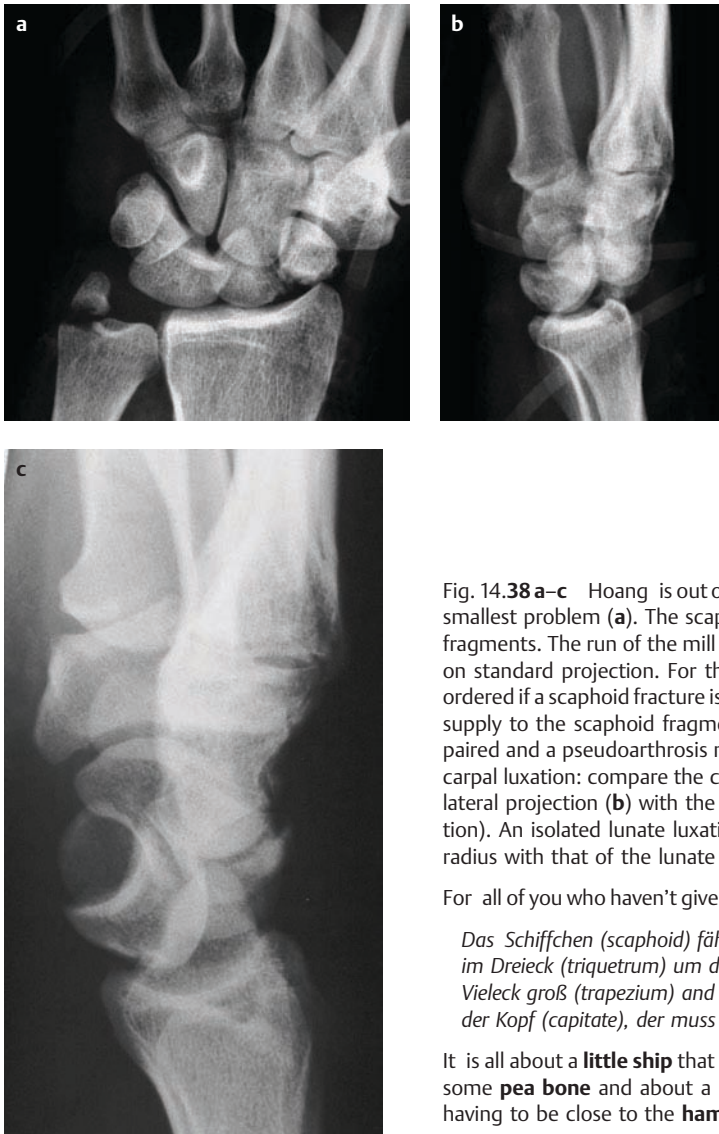 a
b
c
Fig. 14.38 a–c Hoang is out o
smallest problem (a). The scap
fragments. The run of the mill
on standard projection. For th
ordered if a scaphoid fracture is
supply to the scaphoid fragme
paired and a pseudoarthrosis r
carpal luxation: compare the c
lateral projection (b) with the
tion). An isolated lunate luxati
radius with that of the lunate
For all of you who haven't give
Das Schiffchen (scaphoid) fäh
im Dreieck (triquetrum) um d
Vieleck groß (trapezium) and
der Kopf (capitate), der muss
It is all about a little ship that
some pea bone and about a
having to be close to the ham